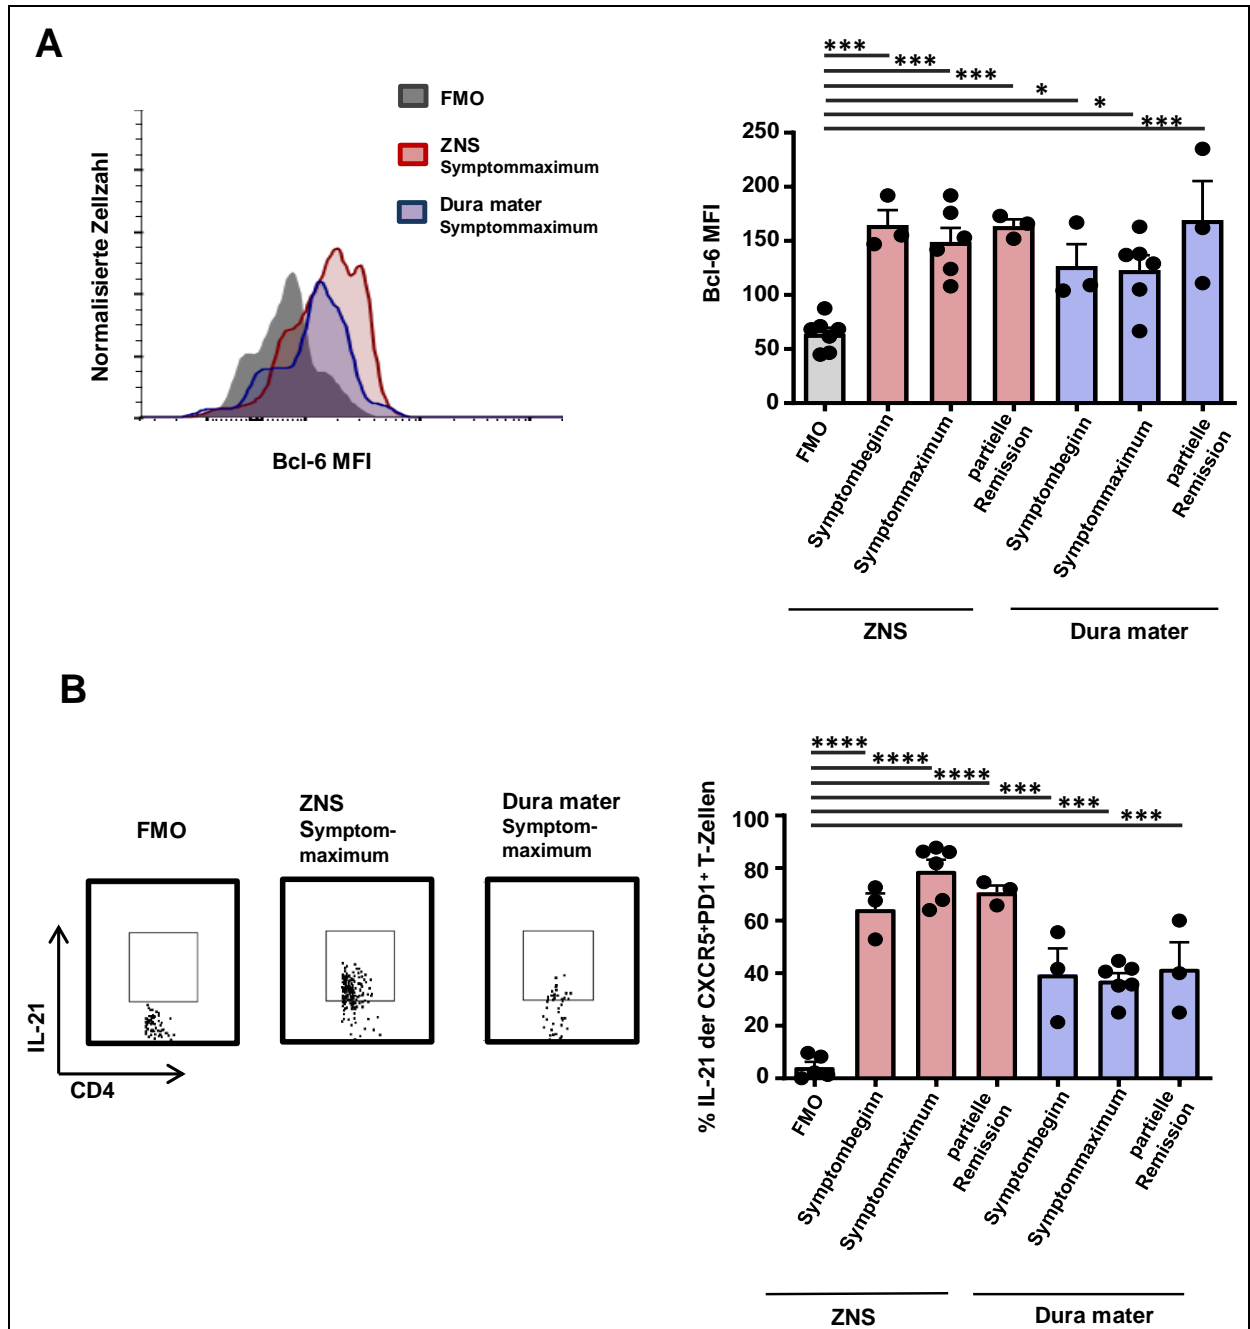 A
FMO
ZNS
Symptommaximum
Dura mater
Symptommaximum
Normalisierte Zellzahl
Bcl-6 MFI
***
***
***
*
*
***
Bcl-6 MFI
250
200
150
100
50
0
FMO
Symptombeginn
Symptommaximum
partielle
Remission
Symptombeginn
Symptommaximum
partielle
Remission
ZNS
Dura mater
B
FMO
ZNS
Symptom-
maximum
Dura mater
Symptom-
maximum
IL-21
CD4
****
****
****
***
***
***
% IL-21 der CXCR5⁺PD1⁺ T-Zellen
100
80
60
40
20
0
FMO
Symptombeginn
Symptommaximum
partielle
Remission
Symptombeginn
Symptommaximum
partielle
Remission
ZNS
Dura mater